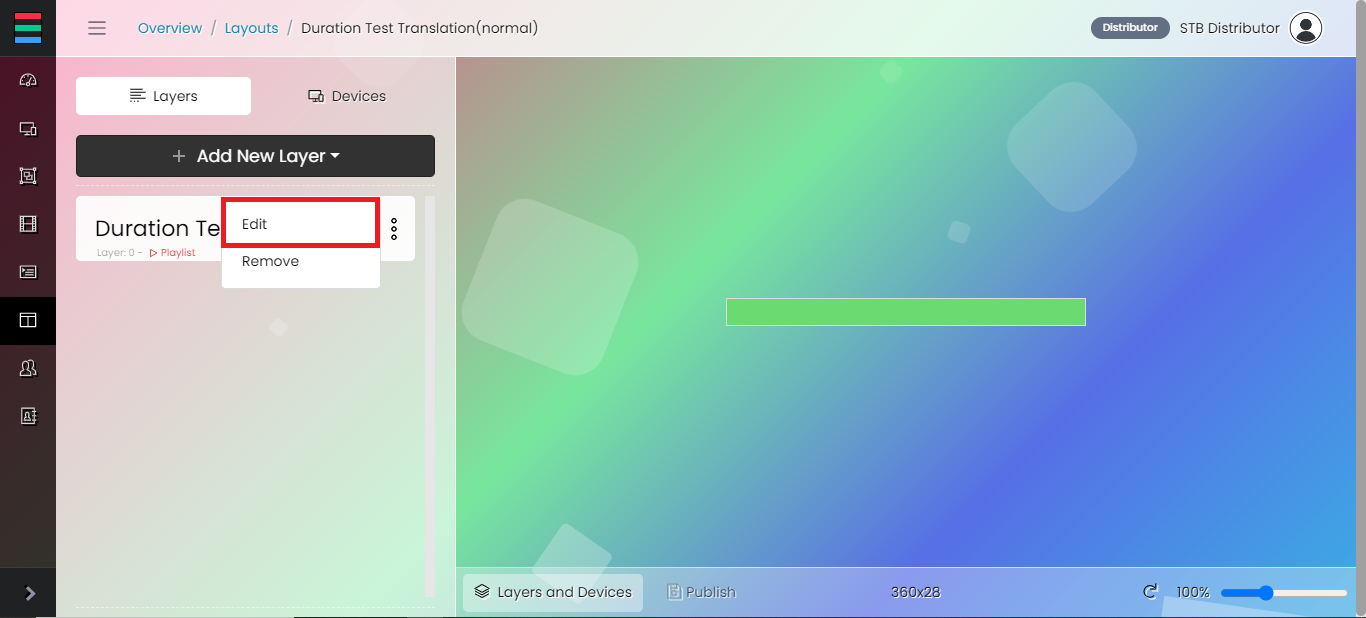 Overview / Layouts / Duration Test Translation(normal)
Distributor STB Distributor
Layers Devices
+ Add New Layer
Duration Te
Layer: 0 - Playlist
Edit
Remove
Layers and Devices Publish 360x28 100%